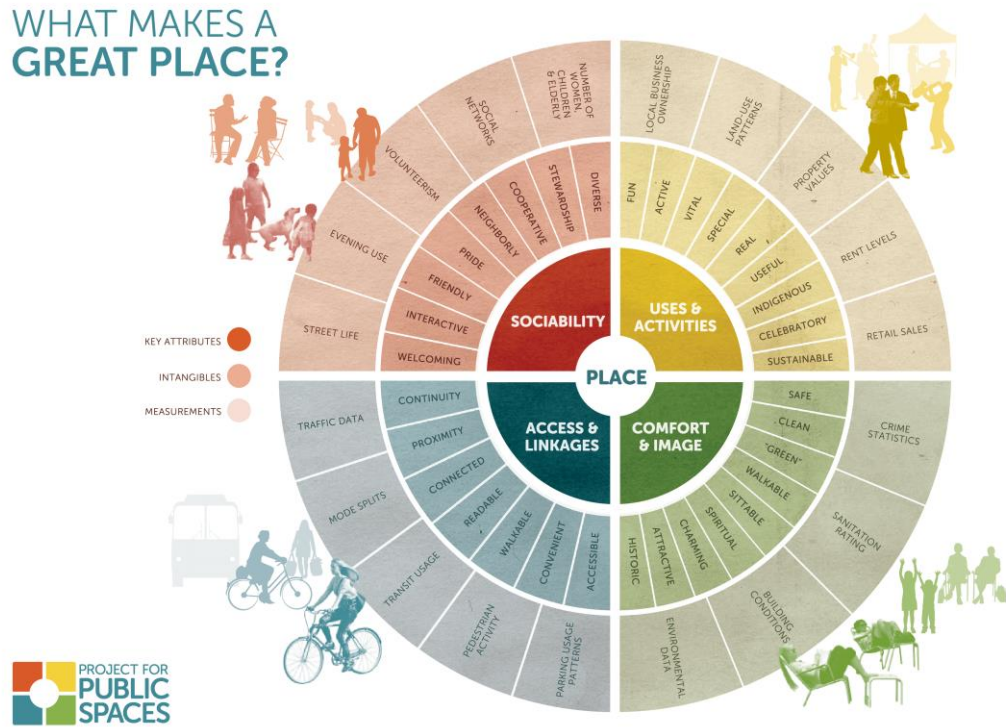 WHAT MAKES A
GREAT PLACE?
KEY ATTRIBUTES
INTANGIBLES
MEASUREMENTS
PLACE
SOCIABILITY
USES &
ACTIVITIES
ACCESS &
LINKAGES
COMFORT
& IMAGE
WELCOMING
INTERACTIVE
FRIENDLY
PRIDE
NEIGHBORLY
COOPERATIVE
STEWARDSHIP
DIVERSE
FUN
ACTIVE
VITAL
SPECIAL
REAL
USEFUL
INDIGENOUS
CELEBRATORY
SUSTAINABLE
SAFE
CLEAN
"GREEN"
WALKABLE
SITTABLE
SPIRITUAL
CHARMING
ATTRACTIVE
HISTORIC
ACCESSIBLE
CONVENIENT
WALKABLE
READABLE
CONNECTED
PROXIMITY
CONTINUITY
STREET LIFE
EVENING USE
VOLUNTEERISM
SOCIAL
NETWORKS
NUMBER OF
WOMEN,
CHILDREN
& ELDERLY
LOCAL BUSINESS
OWNERSHIP
LAND-USE
PATTERNS
PROPERTY
VALUES
RENT LEVELS
RETAIL SALES
CRIME
STATISTICS
SANITATION
RATING
BUILDING
CONDITIONS
ENVIRONMENTAL
DATA
PARKING USAGE
PATTERNS
PEDESTRIAN
ACTIVITY
TRANSIT USAGE
MODE SPLITS
TRAFFIC DATA
PROJECT FOR
PUBLIC
SPACES